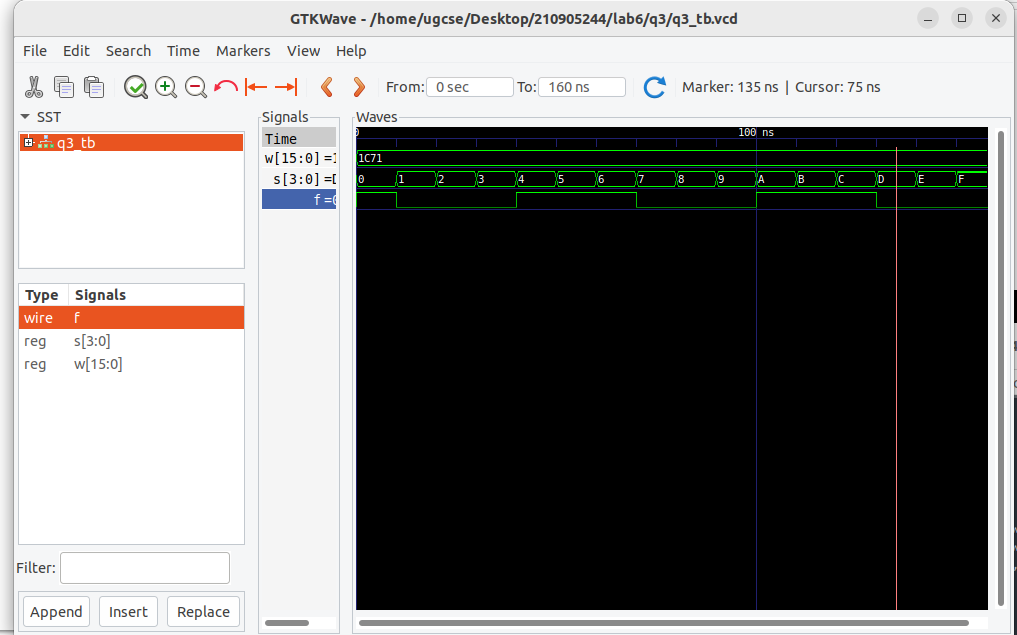 GTKWave - /home/ugcse/Desktop/210905244/lab6/q3/q3_tb.vcd
File Edit Search Time Markers View Help
From: 0 sec To: 160 ns Marker: 135 ns | Cursor: 75 ns
SST
q3_tb
Type Signals
wire f
reg s[3:0]
reg w[15:0]
Filter:
Append Insert Replace
Signals
Time
w[15:0] =1
s[3:0] =D
f =0
Waves
0 100 ns
1C71
0 1 2 3 4 5 6 7 8 9 A B C D E F